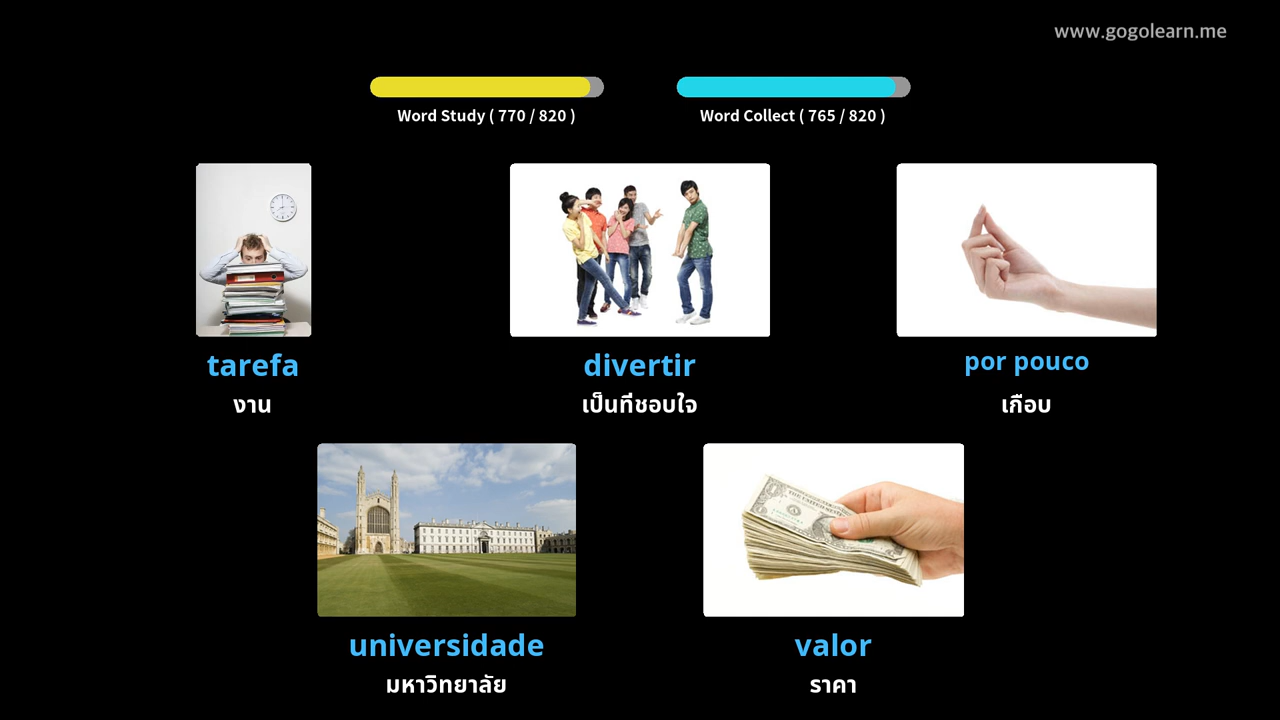 www.gogolearn.me
Word Study ( 770 / 820 )
Word Collect ( 765 / 820 )
tarefa
งาน
divertir
เป็นที่ชอบใจ
por pouco
เกือบ
universidade
มหาวิทยาลัย
valor
ราคา